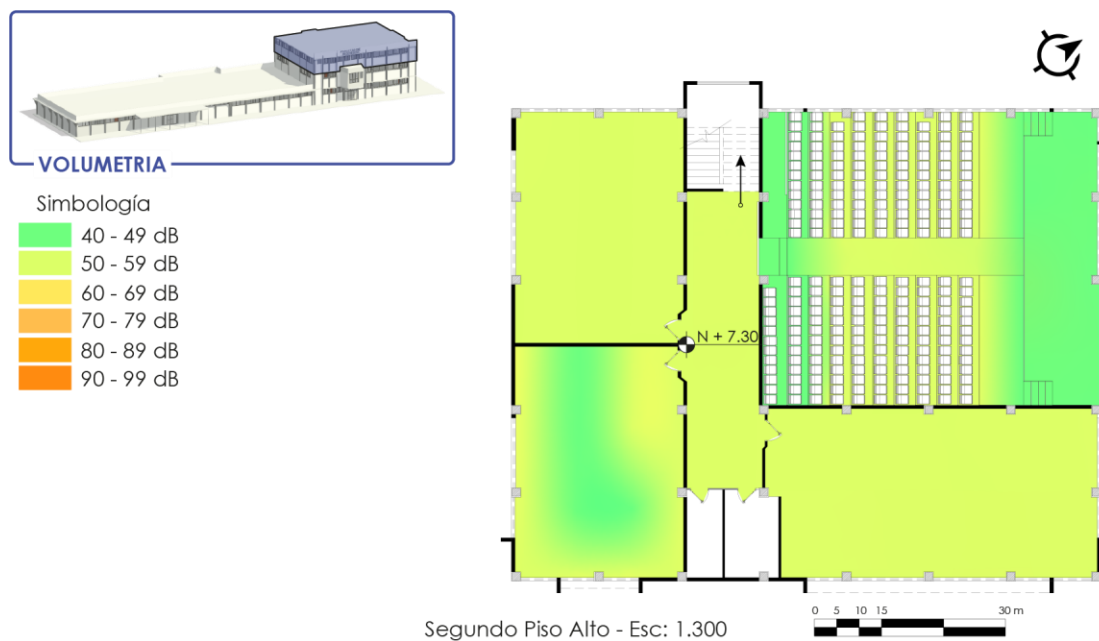 VOLUMETRIA
Simbología
40 - 49 dB
50 - 59 dB
60 - 69 dB
70 - 79 dB
80 - 89 dB
90 - 99 dB
N + 7.30
Segundo Piso Alto - Esc: 1.300
0 5 10 15 30 m